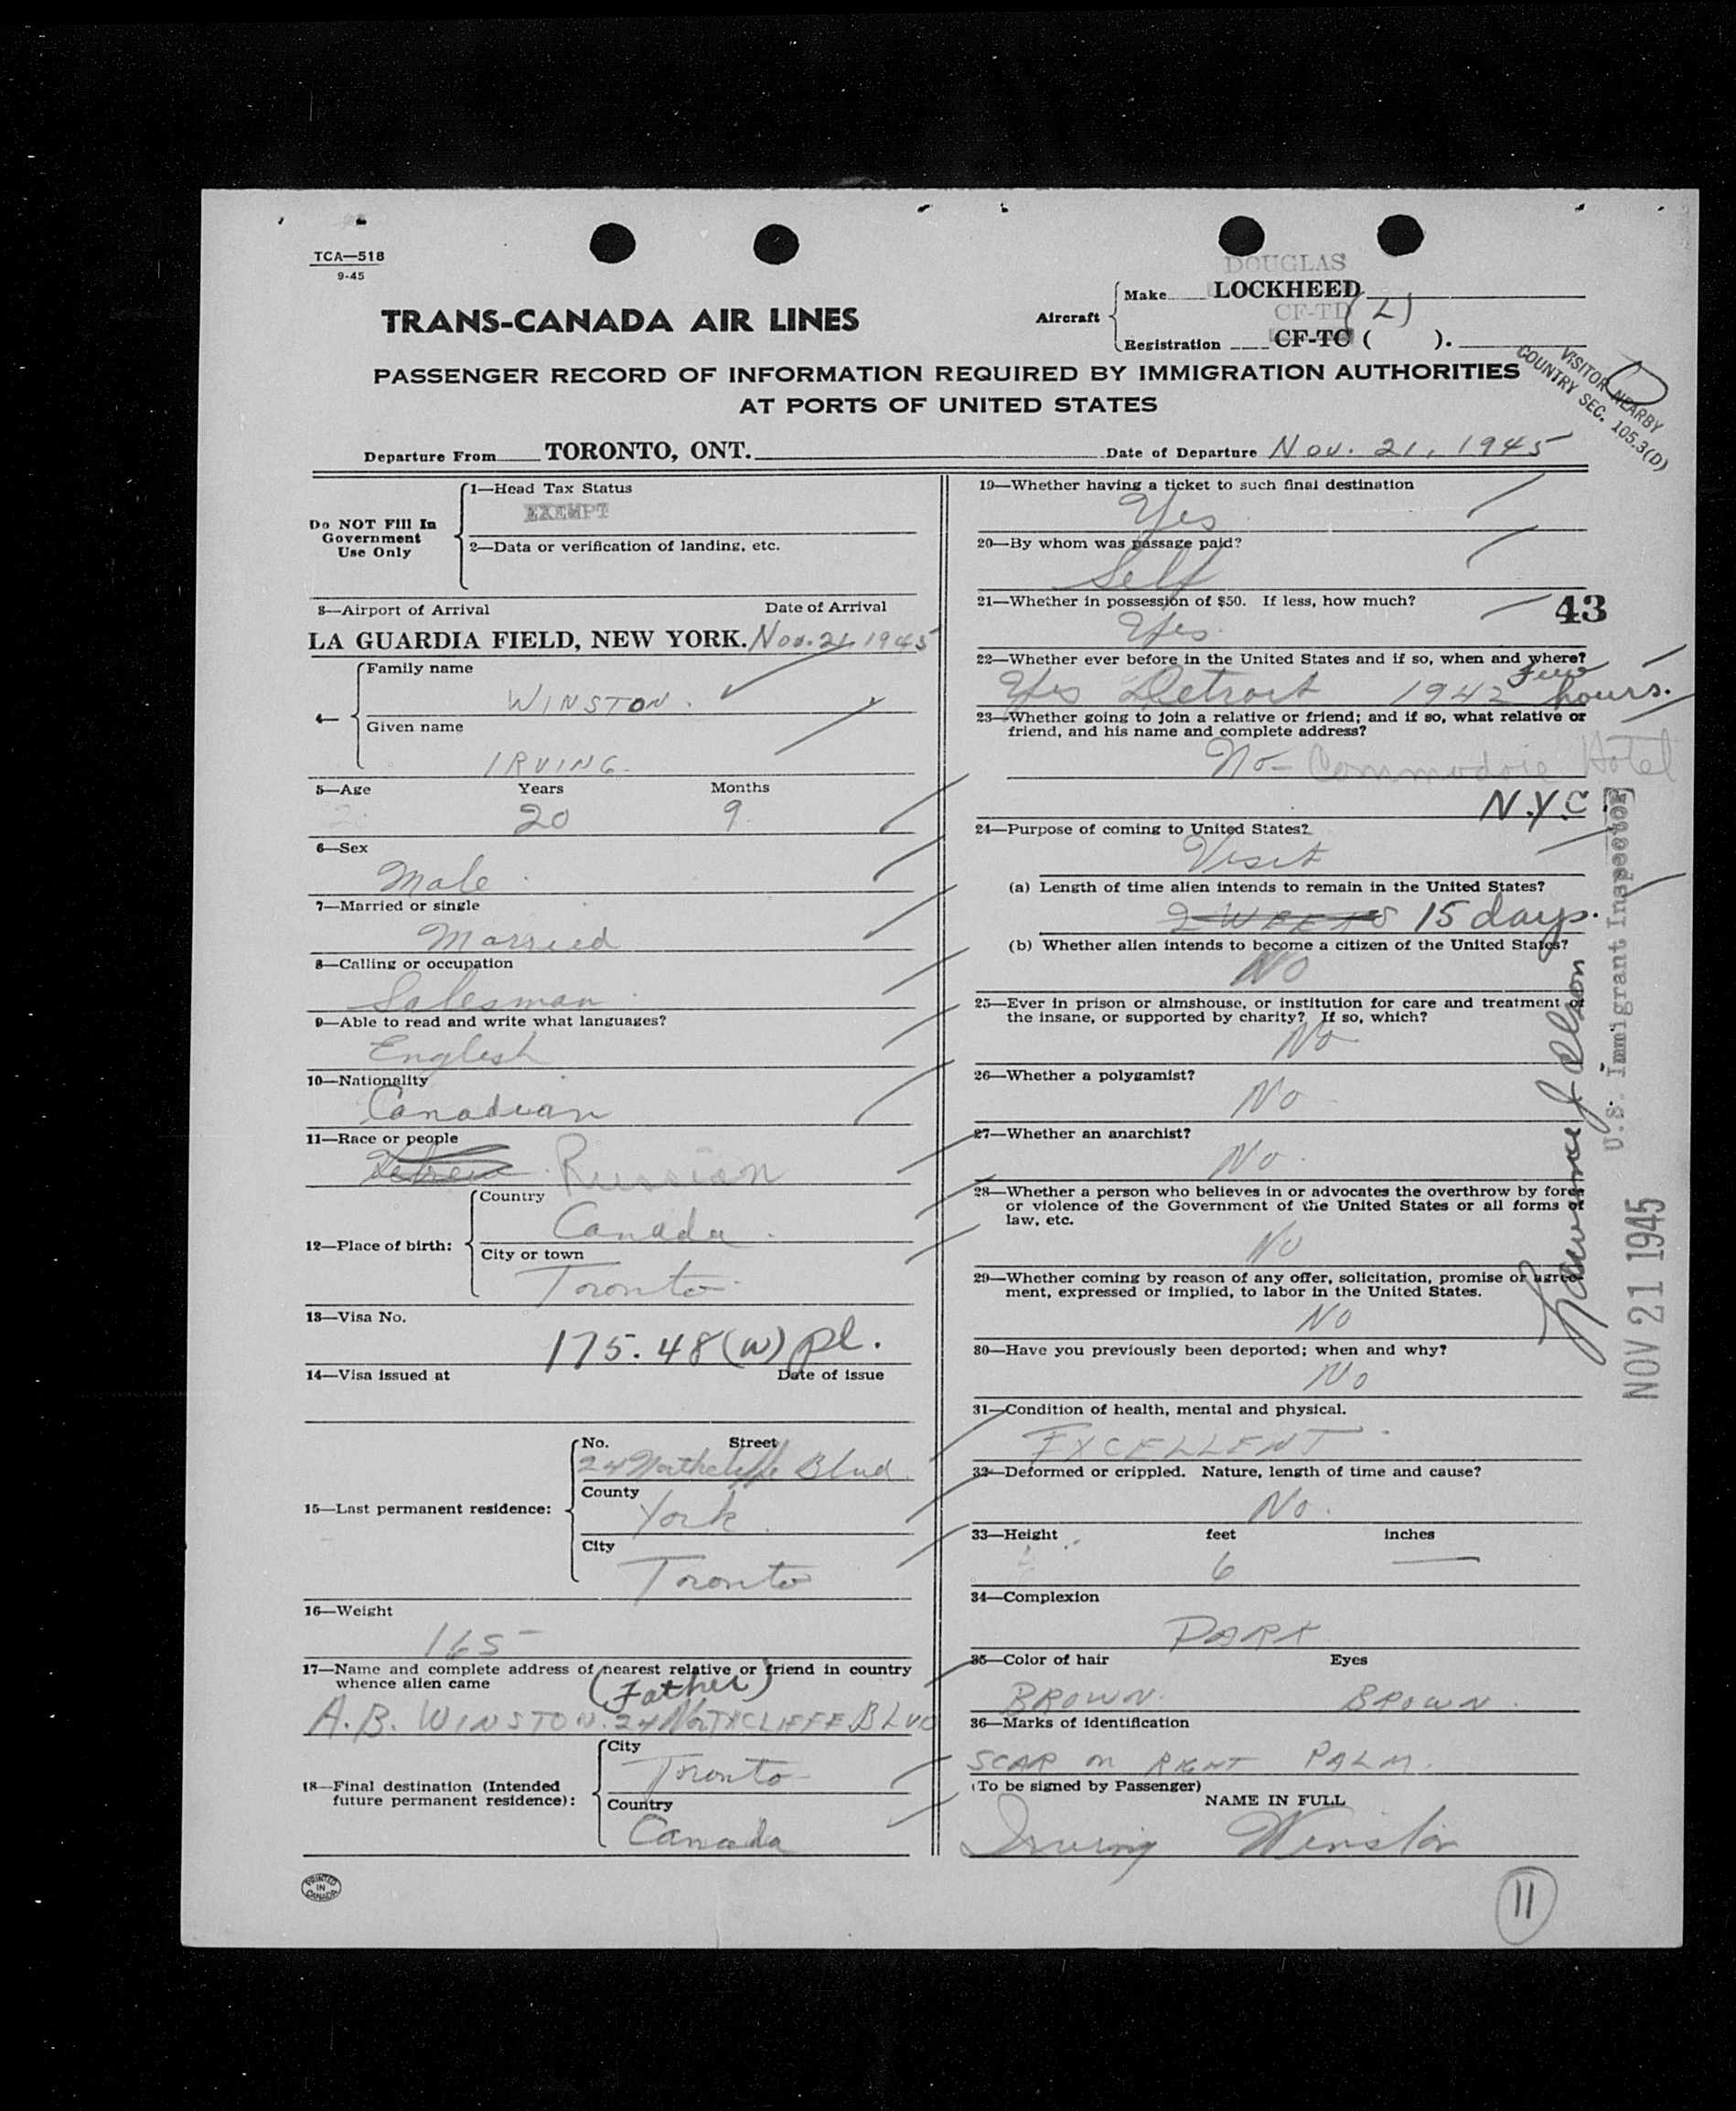 TCA—518
9-45
TRANS-CANADA AIR LINES
DOUGLAS
Aircraft
Make LOCKHEED
CF-TD (L)
Registration CF-TC ( ).
PASSENGER RECORD OF INFORMATION REQUIRED BY IMMIGRATION AUTHORITIES
AT PORTS OF UNITED STATES
VISITOR NEARBY
COUNTRY SEC. 105.3(D)
Departure From TORONTO, ONT. Date of Departure Nov. 21, 1945
Do NOT Fill In
Government
Use Only
1—Head Tax Status
EXEMPT
2—Data or verification of landing, etc.
3—Airport of Arrival Date of Arrival
LA GUARDIA FIELD, NEW YORK. Nov. 21 1945
4—
Family name
WINSTON.
Given name
IRVING.
5—Age Years Months
20 9
6—Sex
Male
7—Married or single
Married
8—Calling or occupation
Salesman
9—Able to read and write what languages?
English
10—Nationality
Canadian
11—Race or people
Hebrew Russian
12—Place of birth:
Country
Canada
City or town
Toronto
13—Visa No.
175.48(w) pl.
14—Visa issued at Date of issue
15—Last permanent residence:
No. Street
24 Northcliffe Blvd
County
York
City
Toronto
16—Weight
165
17—Name and complete address of nearest relative or friend in country
whence alien came
(Father)
A.B. WINSTON. 24 NORTHCLIFFE BLVD
18—Final destination (Intended
future permanent residence):
City
Toronto
Country
Canada
PRINTED
IN
CANADA
19—Whether having a ticket to such final destination
Yes
20—By whom was passage paid?
Self
21—Whether in possession of $50. If less, how much?
43
Yes
22—Whether ever before in the United States and if so, when and where?
Yes Detroit 1942 Few hours.
23—Whether going to join a relative or friend; and if so, what relative or
friend, and his name and complete address?
No - Commodore Hotel
N.Y.C.
24—Purpose of coming to United States?
Visit
(a) Length of time alien intends to remain in the United States?
2 WEEKS 15 days.
(b) Whether alien intends to become a citizen of the United States?
NO
25—Ever in prison or almshouse, or institution for care and treatment of
the insane, or supported by charity? If so, which?
No
26—Whether a polygamist?
No
27—Whether an anarchist?
No
28—Whether a person who believes in or advocates the overthrow by force
or violence of the Government of the United States or all forms of
law, etc.
No
29—Whether coming by reason of any offer, solicitation, promise or agree-
ment, expressed or implied, to labor in the United States.
No
30—Have you previously been deported; when and why?
No
31—Condition of health, mental and physical.
EXCELLENT
32—Deformed or crippled. Nature, length of time and cause?
No.
33—Height feet inches
6 —
34—Complexion
DARK
35—Color of hair Eyes
BROWN. BROWN.
36—Marks of identification
SCAR on RIGHT PALM.
(To be signed by Passenger)
NAME IN FULL
Irving Winston
11
U.S. Immigrant Inspector
NOV 21 1945